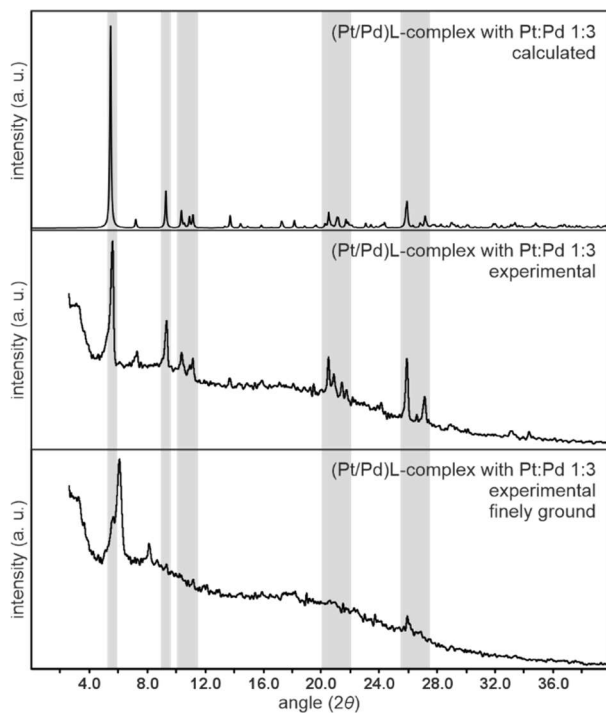 intensity (a. u.)
(Pt/Pd)L-complex with Pt:Pd 1:3
calculated
intensity (a. u.)
(Pt/Pd)L-complex with Pt:Pd 1:3
experimental
intensity (a. u.)
(Pt/Pd)L-complex with Pt:Pd 1:3
experimental
finely ground
4.0 8.0 12.0 16.0 20.0 24.0 28.0 32.0 36.0
angle (2θ)